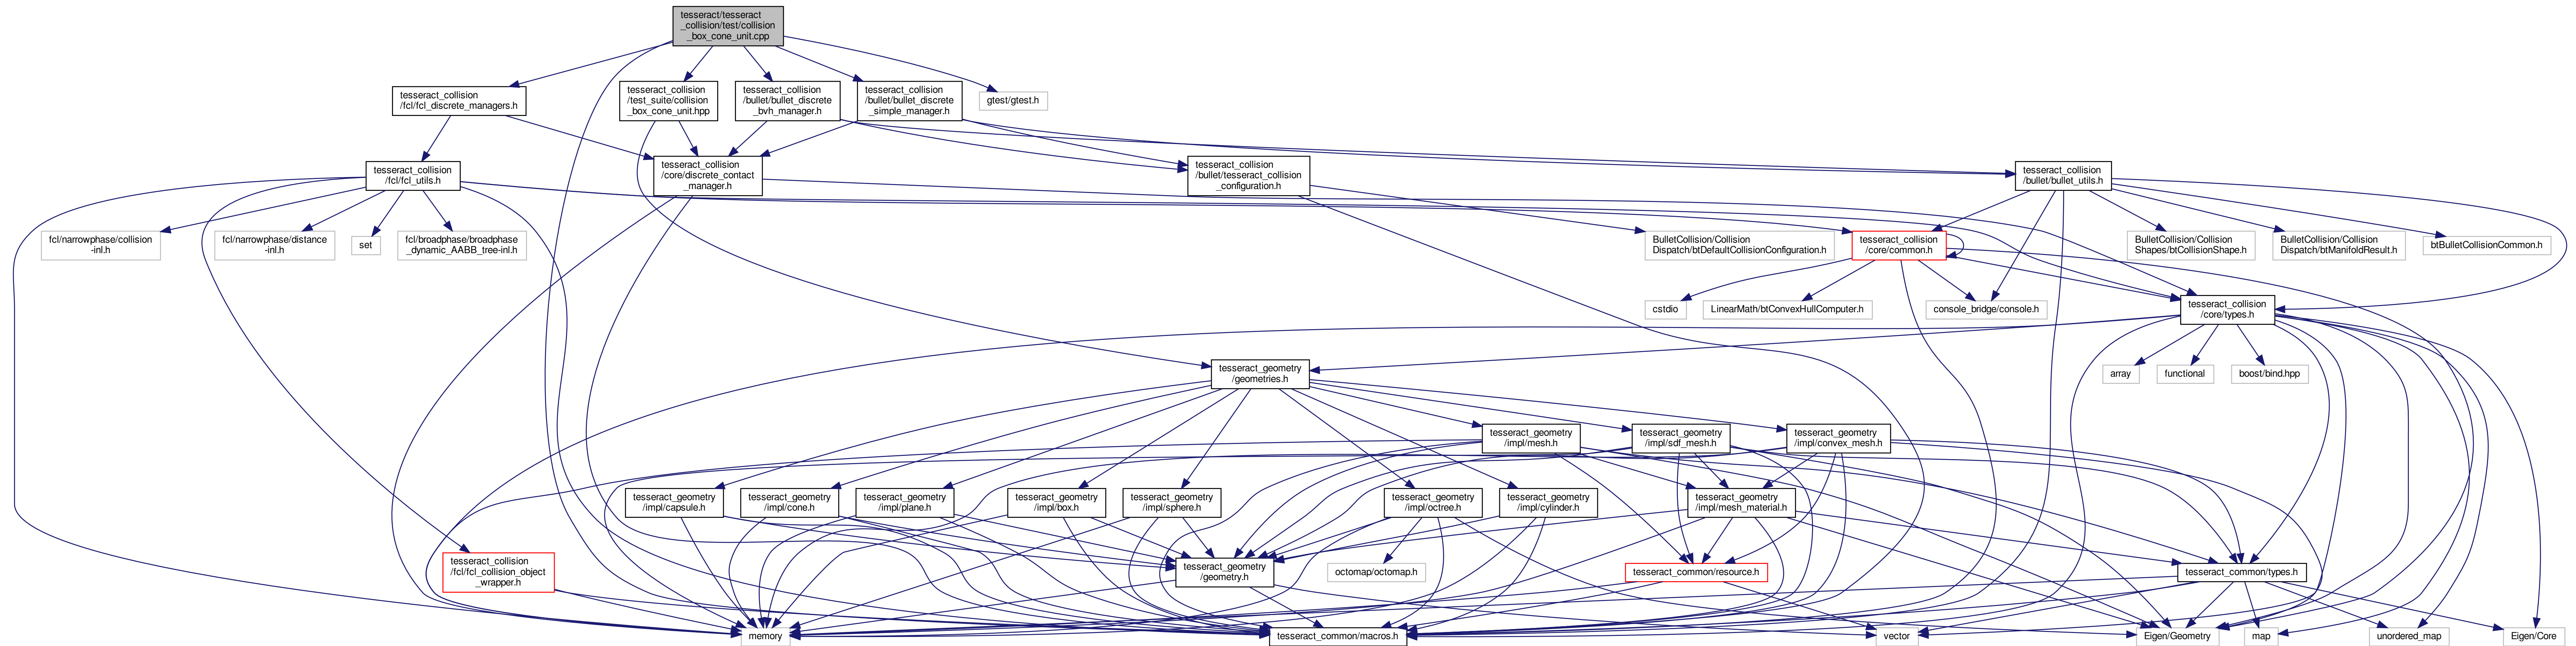 tesseract/tesseract
_collision/test/collision
_box_cone_unit.cpp
tesseract_collision
/fcl/fcl_discrete_managers.h
tesseract_collision
/test_suite/collision
_box_cone_unit.hpp
tesseract_collision
/bullet/bullet_discrete
_bvh_manager.h
tesseract_collision
/bullet/bullet_discrete
_simple_manager.h
gtest/gtest.h
tesseract_collision
/fcl/fcl_utils.h
tesseract_collision
/core/discrete_contact
_manager.h
tesseract_collision
/bullet/tesseract_collision
_configuration.h
tesseract_collision
/bullet/bullet_utils.h
fcl/narrowphase/collision
-inl.h
fcl/narrowphase/distance
-inl.h
set
fcl/broadphase/broadphase
_dynamic_AABB_tree-inl.h
BulletCollision/Collision
Dispatch/btDefaultCollisionConfiguration.h
tesseract_collision
/core/common.h
BulletCollision/Collision
Shapes/btCollisionShape.h
BulletCollision/Collision
Dispatch/btManifoldResult.h
btBulletCollisionCommon.h
cstdio
LinearMath/btConvexHullComputer.h
console_bridge/console.h
tesseract_collision
/core/types.h
tesseract_geometry
/geometries.h
array
functional
boost/bind.hpp
tesseract_geometry
/impl/mesh.h
tesseract_geometry
/impl/sdf_mesh.h
tesseract_geometry
/impl/convex_mesh.h
tesseract_geometry
/impl/capsule.h
tesseract_geometry
/impl/cone.h
tesseract_geometry
/impl/plane.h
tesseract_geometry
/impl/box.h
tesseract_geometry
/impl/sphere.h
tesseract_geometry
/impl/octree.h
tesseract_geometry
/impl/cylinder.h
tesseract_geometry
/impl/mesh_material.h
tesseract_collision
/fcl/fcl_collision_object
_wrapper.h
tesseract_geometry
/geometry.h
octomap/octomap.h
tesseract_common/resource.h
tesseract_common/types.h
memory
tesseract_common/macros.h
vector
Eigen/Geometry
map
unordered_map
Eigen/Core